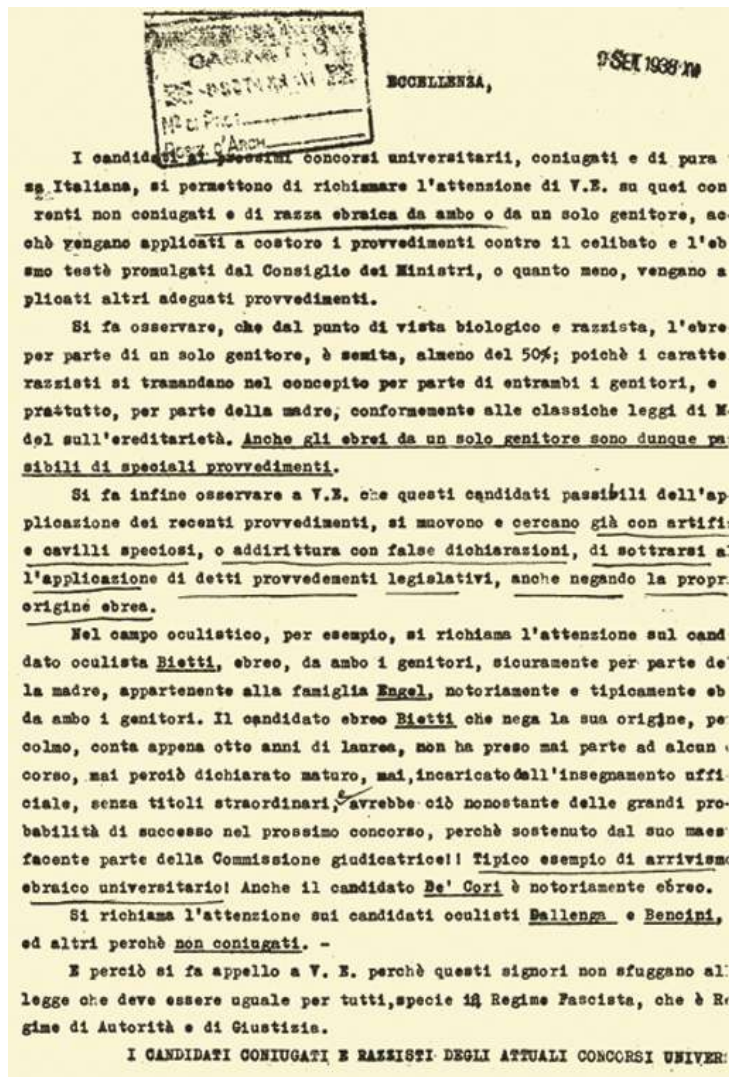 GABINETTO
9 SET. 1938 XVI
ECCELLENZA,
Nº di Prot.
Posiz. d'Arch.
I candidati ai prossimi concorsi universitarii, coniugati e di pura
za Italiana, si permettono di richiamare l'attenzione di V.E. su quei con
renti non coniugati e di razza ebraica da ambo o da un solo genitore, ac
chè vengano applicati a costoro i provvedimenti contro il celibato e l'eb
smo testè promulgati dal Consiglio dei Ministri, o quanto meno, vengano a
plicati altri adeguati provvedimenti.
Si fa osservare, che dal punto di vista biologico e razzista, l'ebre
per parte di un solo genitore, è semita, almeno del 50%; poichè i caratte
razzisti si tramandano nel concepito per parte di entrambi i genitori, e
prattutto, per parte della madre, conformemente alle classiche leggi di M
del sull'ereditarietà. Anche gli ebrei da un solo genitore sono dunque pa
sibili di speciali provvedimenti.
Si fa infine osservare a V.E. che questi candidati passibili dell'ap
plicazione dei recenti provvedimenti, si muovono e cercano già con artifi
e cavilli speciosi, o addirittura con false dichiarazioni, di sottrarsi al
l'applicazione di detti provvedementi legislativi, anche negando la propr
origine ebrea.
Nel campo oculistico, per esempio, si richiama l'attenzione sul cand
dato oculista Bietti, ebreo, da ambo i genitori, sicuramente per parte de
la madre, appartenente alla famiglia Engel, notoriamente e tipicamente eb
da ambo i genitori. Il candidato ebreo Bietti che nega la sua origine, pe
colmo, conta appena otto anni di laurea, non ha preso mai parte ad alcun
corso, mai perciò dichiarato maturo, mai, incaricato dall'insegnamento uffi
ciale, senza titoli straordinari, e avrebbe ciò nonostante delle grandi pro-
babilità di successo nel prossimo concorso, perchè sostenuto dal suo maes
facente parte della Commissione giudicatrice!! Tipico esempio di arrivismo
ebraico universitario! Anche il candidato De' Cori è notoriamente ebreo.
Si richiama l'attenzione sui candidati oculisti Dallenga e Bencini,
ed altri perchè non coniugati. -
E perciò si fa appello a V. E. perchè questi signori non sfuggano al
legge che deve essere uguale per tutti, specie in Regime Fascista, che è Re
gime di Autorità e di Giustizia.
I CANDIDATI CONIUGATI E RAZZISTI DEGLI ATTUALI CONCORSI UNIVER